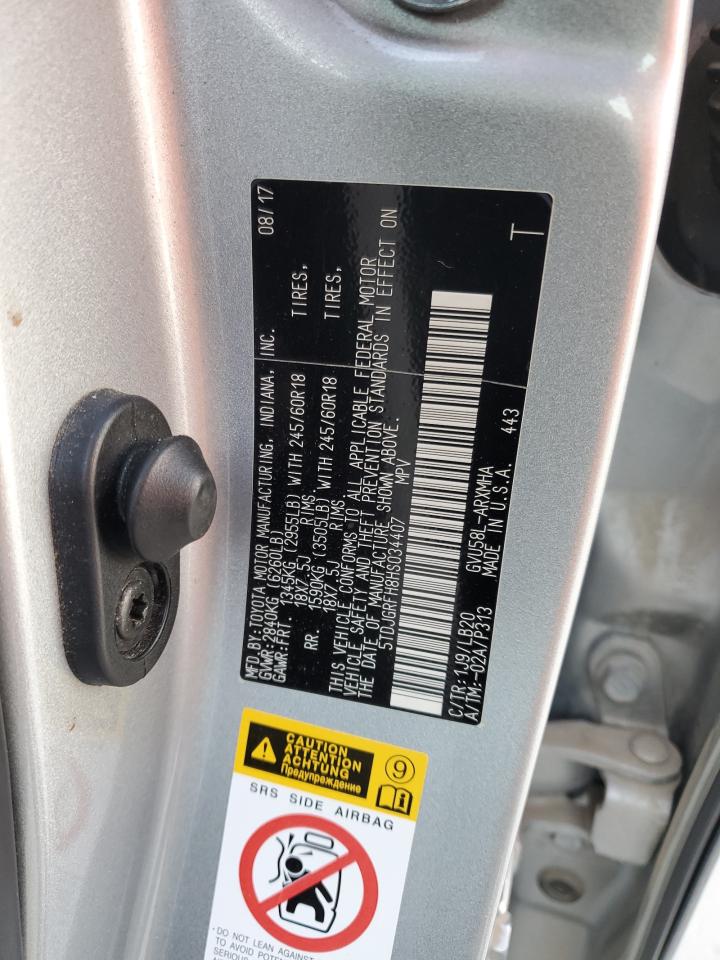 MFD.BY:TOYOTA MOTOR MANUFACTURING, INDIANA, INC. 08/17
GVWR:2840KG(6260LB)
GAWR:FRT. 1345KG(2955LB) WITH 245/60R18 TIRES,
18X7.5J RIMS,
RR. 1590KG(3505LB) WITH 245/60R18 TIRES,
18X7.5J RIMS
THIS VEHICLE CONFORMS TO ALL APPLICABLE FEDERAL MOTOR
VEHICLE SAFETY AND THEFT PREVENTION STANDARDS IN EFFECT ON
THE DATE OF MANUFACTURE SHOWN ABOVE.
5TDJGRFH8HS034407 MPV
C/TR:1J9/LB20 GVU58L-ARXMHA
A/TM:-02A/P313 MADE IN U.S.A. 443 T
CAUTION
ATTENTION
ACHTUNG
Предупреждение
9
SRS SIDE AIRBAG
・DO NOT LEAN AGAINST
TO AVOID
SERIOUS